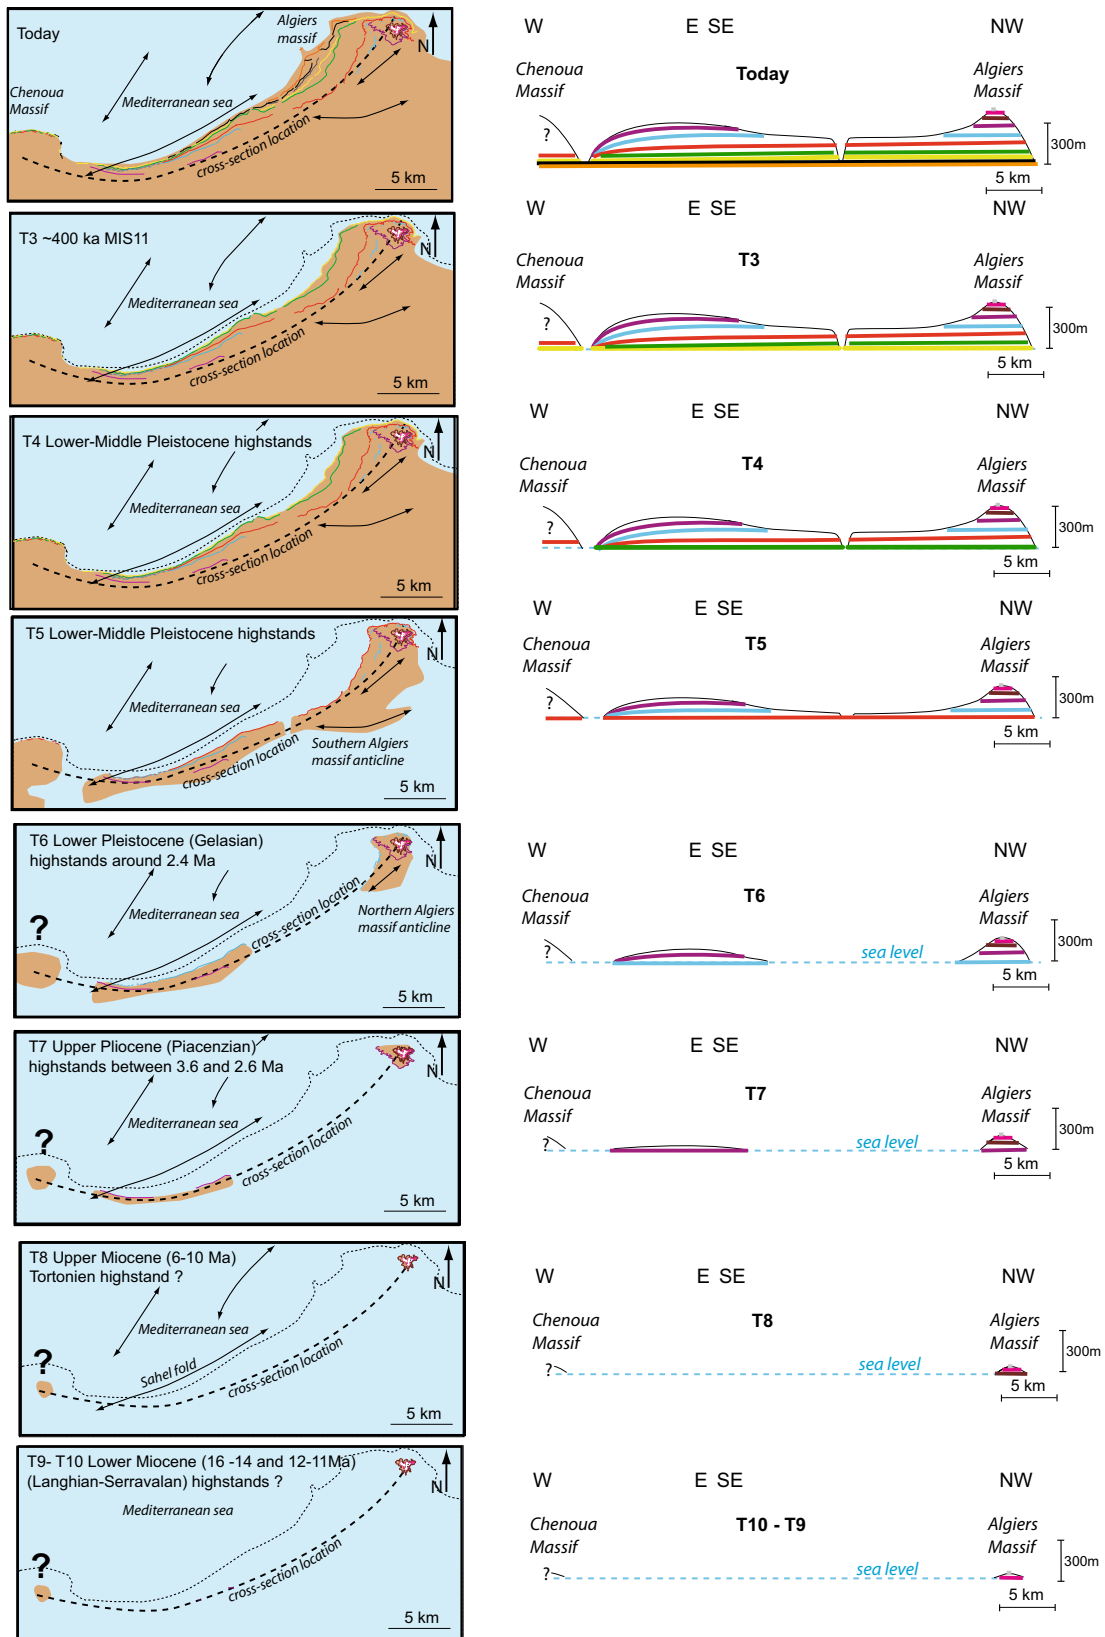 Today
Algiers
massif
N
Chenoua
Massif
Mediterranean sea
cross-section location
5 km
W
E SE
NW
Chenoua
Massif
Today
Algiers
Massif
?
300m
5 km
T3 ~400 ka MIS11
N
Mediterranean sea
cross-section location
5 km
W
E SE
NW
Chenoua
Massif
T3
Algiers
Massif
?
300m
5 km
T4 Lower-Middle Pleistocene highstands
N
Mediterranean sea
cross-section location
5 km
W
E SE
NW
Chenoua
Massif
T4
Algiers
Massif
?
300m
5 km
T5 Lower-Middle Pleistocene highstands
N
Mediterranean sea
cross-section location
Southern Algiers
massif anticline
5 km
W
E SE
NW
Chenoua
Massif
T5
Algiers
Massif
?
300m
5 km
T6 Lower Pleistocene (Gelasian)
highstands around 2.4 Ma
N
?
Mediterranean sea
cross-section location
Northern Algiers
massif anticline
5 km
W
E SE
NW
Chenoua
Massif
T6
Algiers
Massif
?
sea level
300m
5 km
T7 Upper Pliocene (Piacenzian)
highstands between 3.6 and 2.6 Ma
N
?
Mediterranean sea
cross-section location
5 km
W
E SE
NW
Chenoua
Massif
T7
Algiers
Massif
?
sea level
300m
5 km
T8 Upper Miocene (6-10 Ma)
Tortonien highstand ?
N
?
Mediterranean sea
Sahel fold
cross-section location
5 km
W
E SE
NW
Chenoua
Massif
T8
Algiers
Massif
?
sea level
300m
5 km
T9- T10 Lower Miocene (16 -14 and 12-11Ma)
(Langhian-Serravalan) highstands ?
N
Mediterranean sea
?
cross-section location
5 km
W
E SE
NW
Chenoua
Massif
T10 - T9
Algiers
Massif
?
sea level
300m
5 km